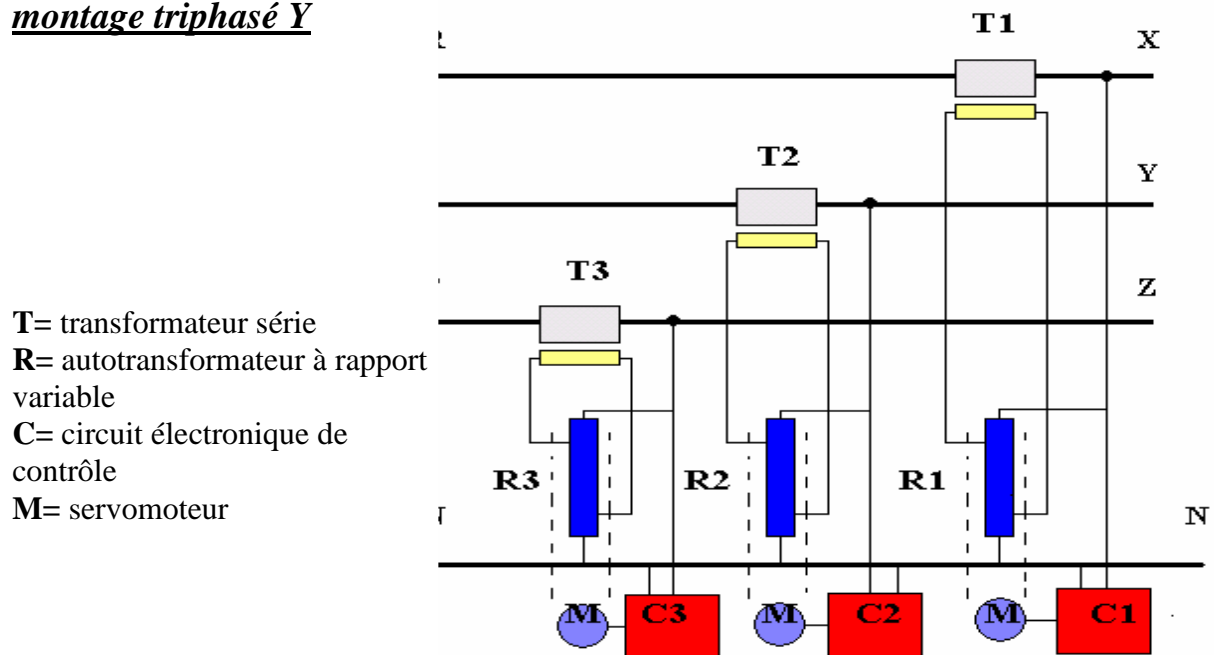 montage triphasé Y
T1
X
T2
Y
T3
Z
T= transformateur série
R= autotransformateur à rapport
variable
C= circuit électronique de
contrôle
M= servomoteur
R3
R2
R1
N
M
C3
M
C2
M
C1